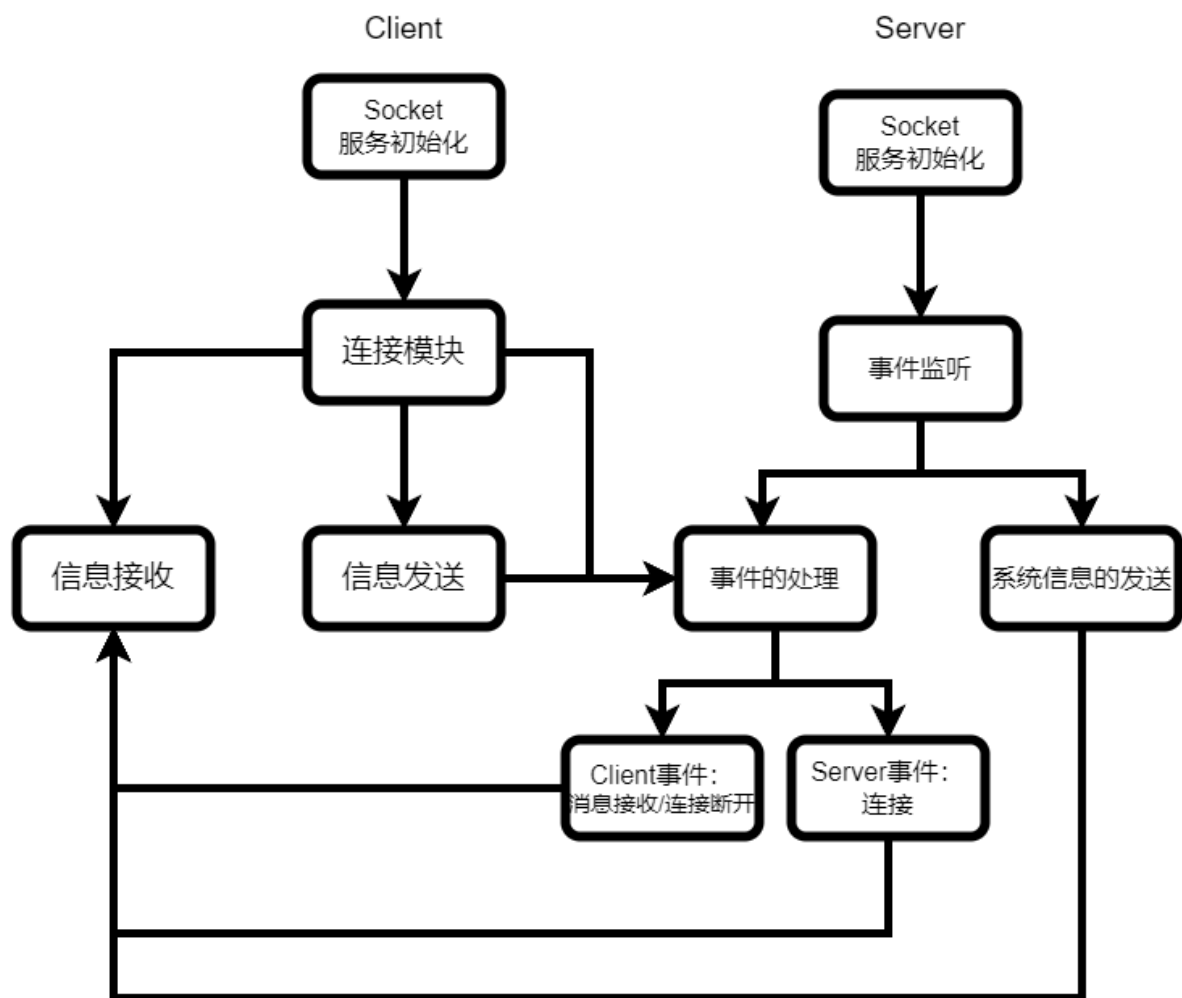 Client
Server
Socket
服务初始化
Socket
服务初始化
连接模块
事件监听
信息接收
信息发送
事件的处理
系统信息的发送
Client事件：
消息接收/连接断开
Server事件：
连接